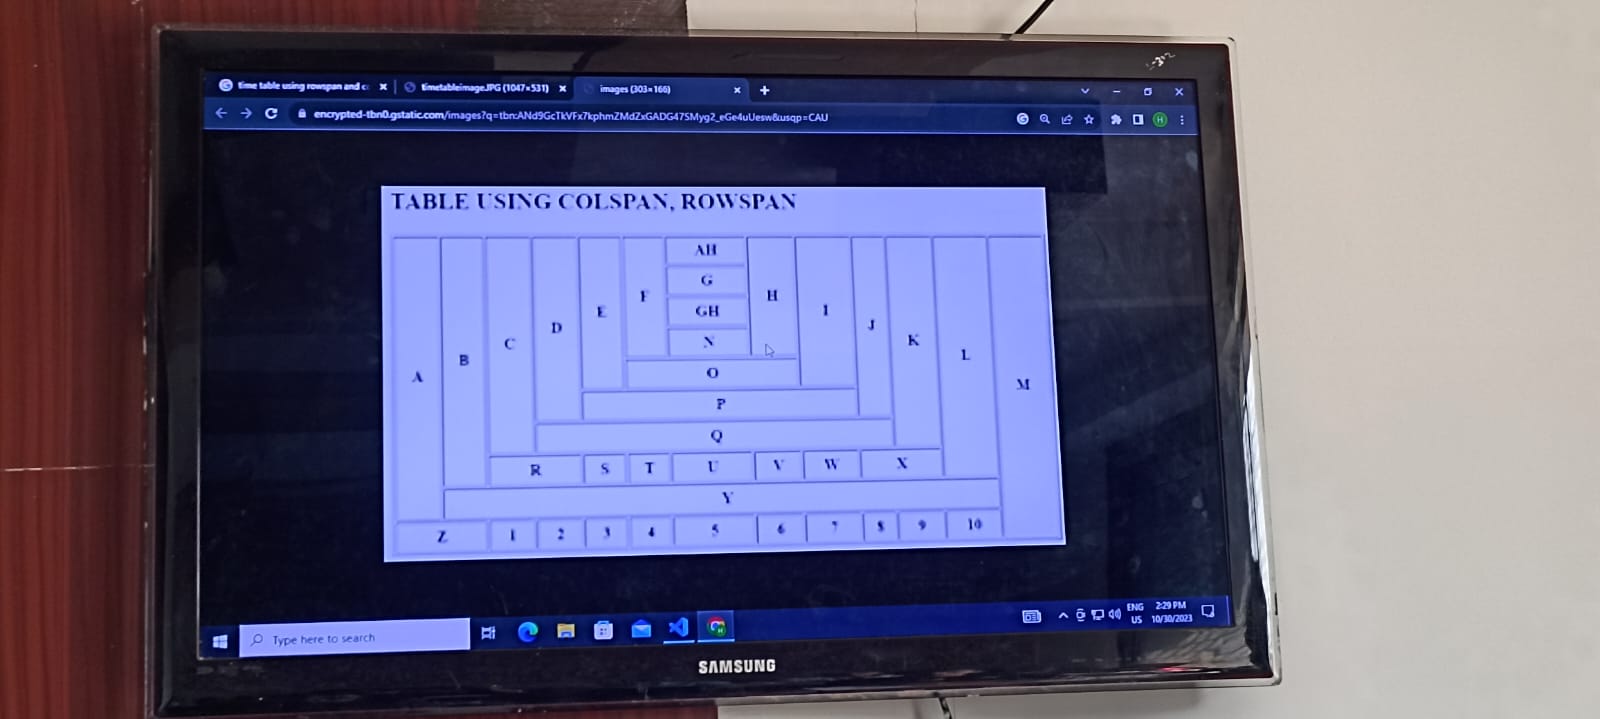 time table using rowspan and c
timetableimage.JPG (1047×531)
images (303×166)
encrypted-tbn0.gstatic.com/images?q=tbn:ANd9GcTkVFx7kphmZMdZxGADG47SMyg2_eGe4uUesw&usqp=CAU
H
TABLE USING COLSPAN, ROWSPAN
A B C D E F AH H I J K L M
G
GH
N
O
P
Q
R S T U V W X
Y
Z 1 2 3 4 5 6 7 8 9 10
Type here to search
ENG 2:29 PM
US 10/30/2023
SAMSUNG